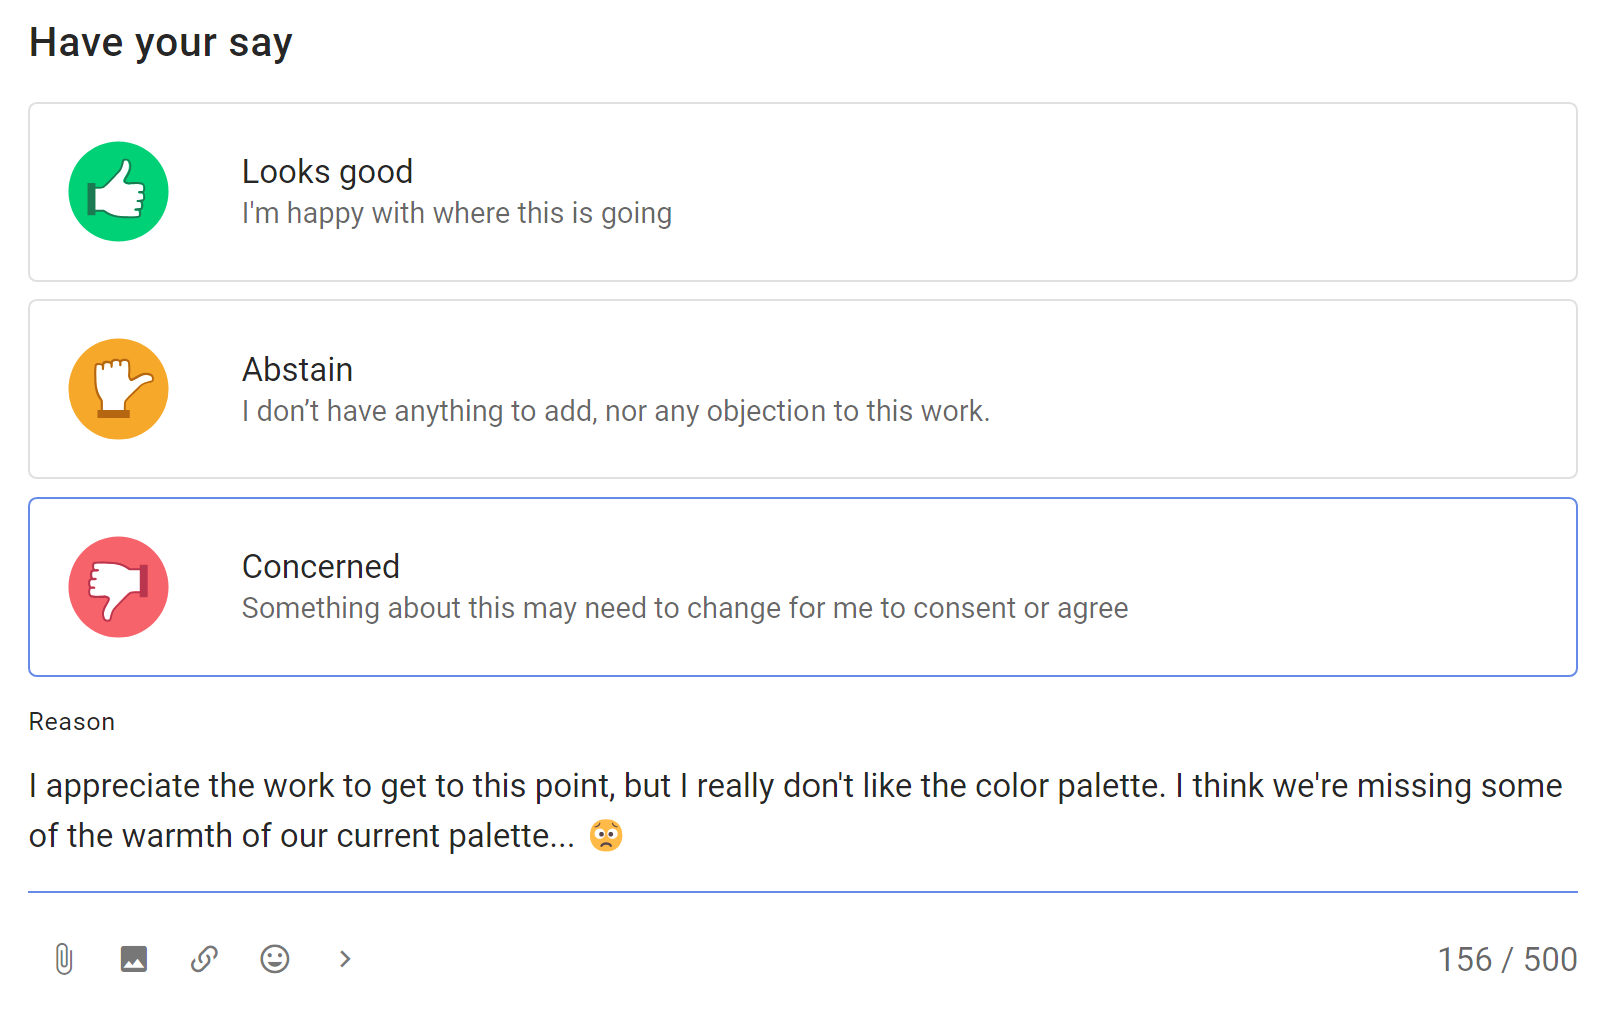 Have your say
Looks good
I'm happy with where this is going
Abstain
I don’t have anything to add, nor any objection to this work.
Concerned
Something about this may need to change for me to consent or agree
Reason
I appreciate the work to get to this point, but I really don't like the color palette. I think we're missing some
of the warmth of our current palette... 😟
156 / 500